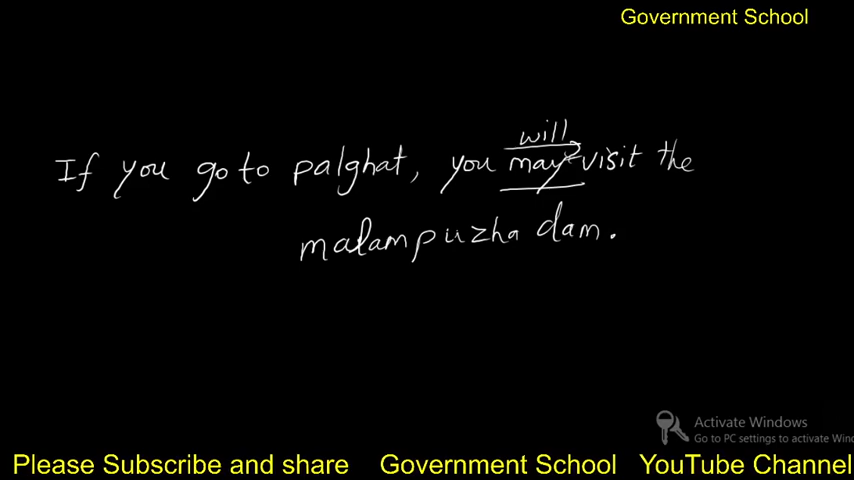 Government School
will
If you go to palghat, you may visit the
malampuzha dam.
Activate Windows
Go to PC settings to activate Wind
Please Subscribe and share Government School YouTube Channel